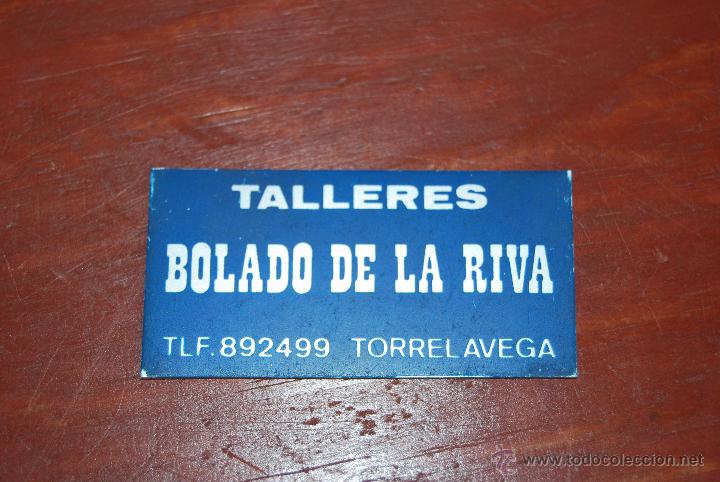 TALLERES
BOLADO DE LA RIVA
TLF. 892499 TORRELAVEGA
© www.todocoleccion.net